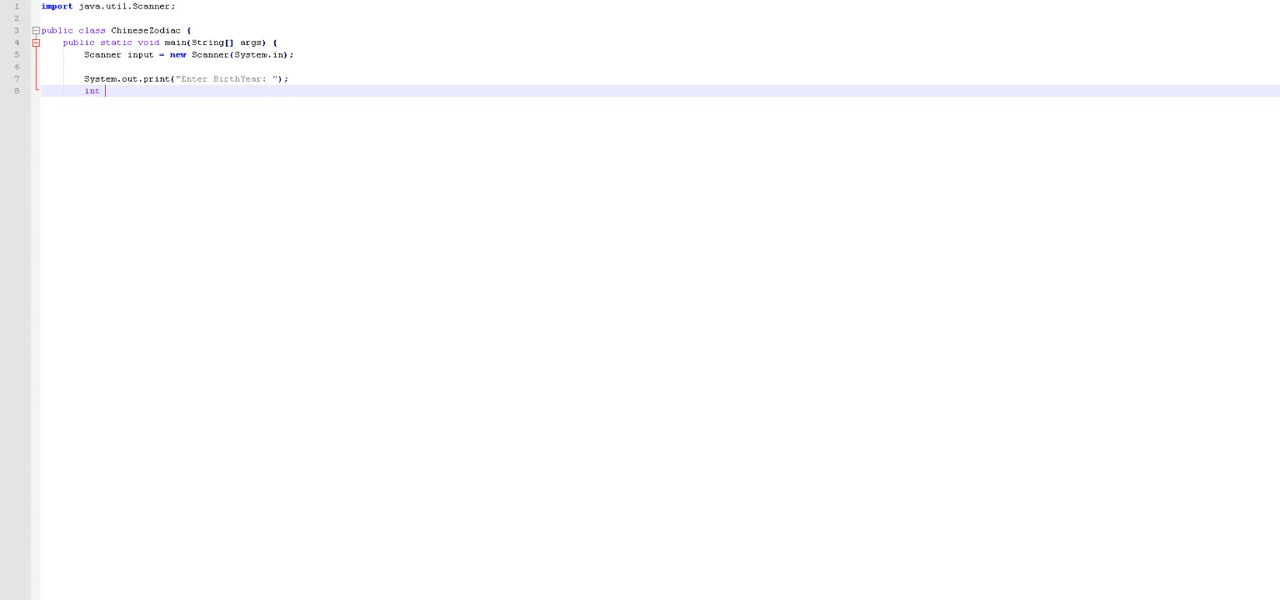 1 import java.util.Scanner;
2
3 public class ChineseZodiac {
4 public static void main(String[] args) {
5 Scanner input = new Scanner(System.in);
6
7 System.out.print("Enter BirthYear: ");
8 int